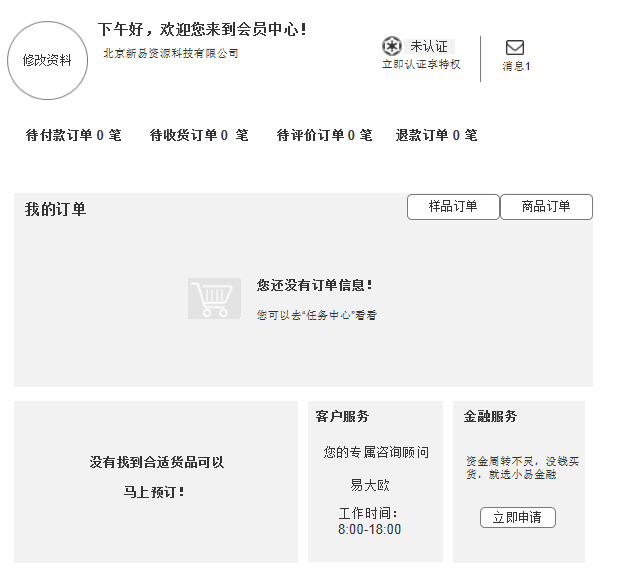 下午好，欢迎您来到会员中心！
修改资料
北京新易资源科技有限公司
未认证
立即认证享特权
消息1
待付款订单 0 笔
待收货订单 0 笔
待评价订单 0 笔
退款订单 0 笔
我的订单
样品订单
商品订单
您还没有订单信息！
您可以去“任务中心”看看
没有找到合适货品可以
马上预订！
客户服务
您的专属咨询顾问
易大欧
工作时间：
8:00-18:00
金融服务
资金周转不灵，没钱买
货，就选小易金融
立即申请